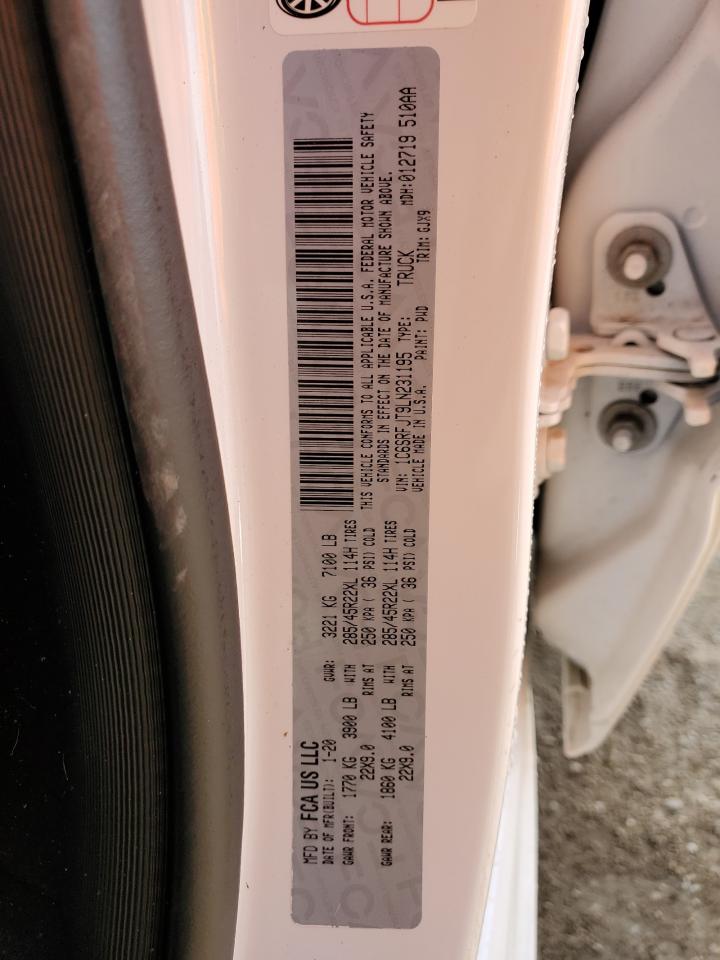 MFD BY FCA US LLC
DATE OF MFR(BUILT): 1-20 GVWR: 3221 KG 7100 LB
GAWR FRONT: 1770 KG 3900 LB WITH 285/45R22XL 114H TIRES
22X9.0 RIMS AT 250 KPA ( 36 PSI) COLD
GAWR REAR: 1860 KG 4100 LB WITH 285/45R22XL 114H TIRES
22X9.0 RIMS AT 250 KPA ( 36 PSI) COLD
THIS VEHICLE CONFORMS TO ALL APPLICABLE U.S.A. FEDERAL MOTOR VEHICLE SAFETY
STANDARDS IN EFFECT ON THE DATE OF MANUFACTURE SHOWN ABOVE.
VIN: 1C6SRFJT9LN231195 TYPE: TRUCK MDH:012719 510AA
VEHICLE MADE IN U.S.A. PAINT: PWD TRIM: GJX9